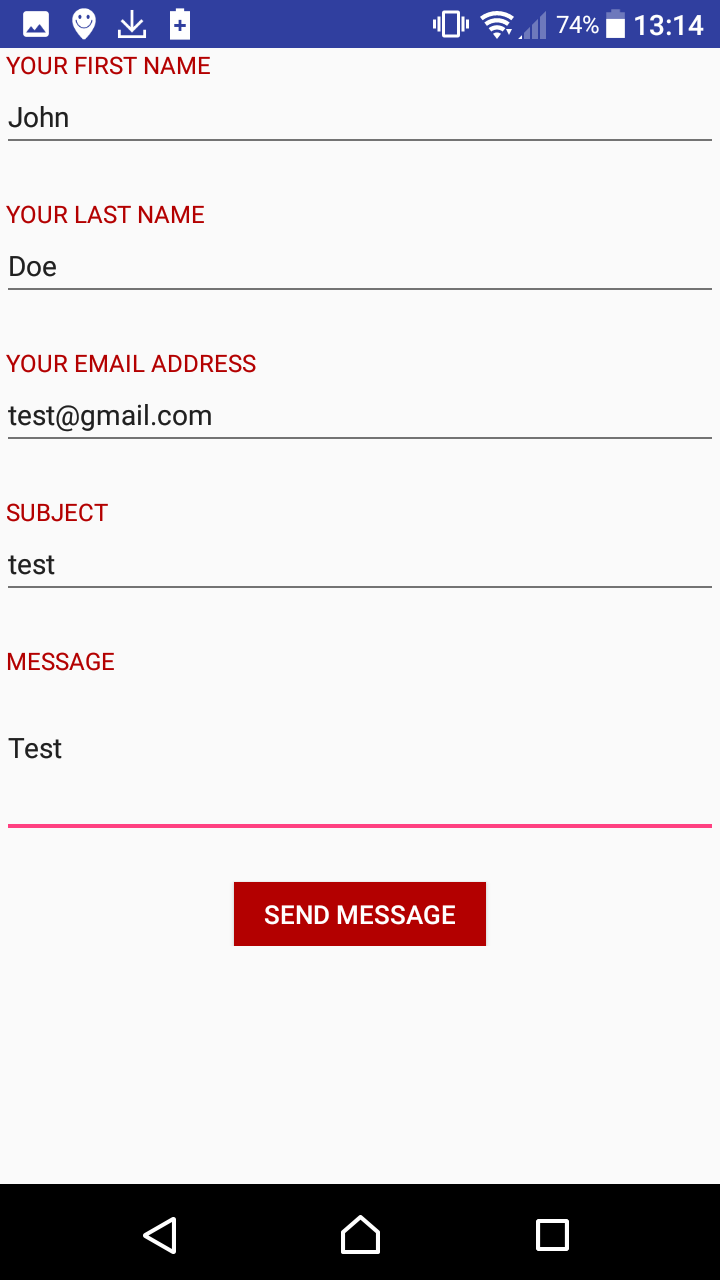 74% 13:14
YOUR FIRST NAME
John
YOUR LAST NAME
Doe
YOUR EMAIL ADDRESS
test@gmail.com
SUBJECT
test
MESSAGE
Test
SEND MESSAGE